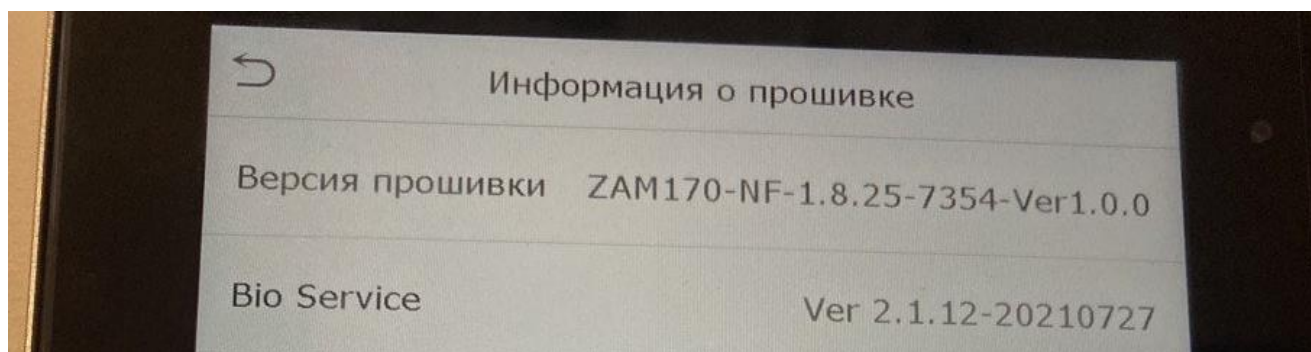 Информация о прошивке
Версия прошивки ZAM170-NF-1.8.25-7354-Ver1.0.0
Bio Service Ver 2.1.12-20210727